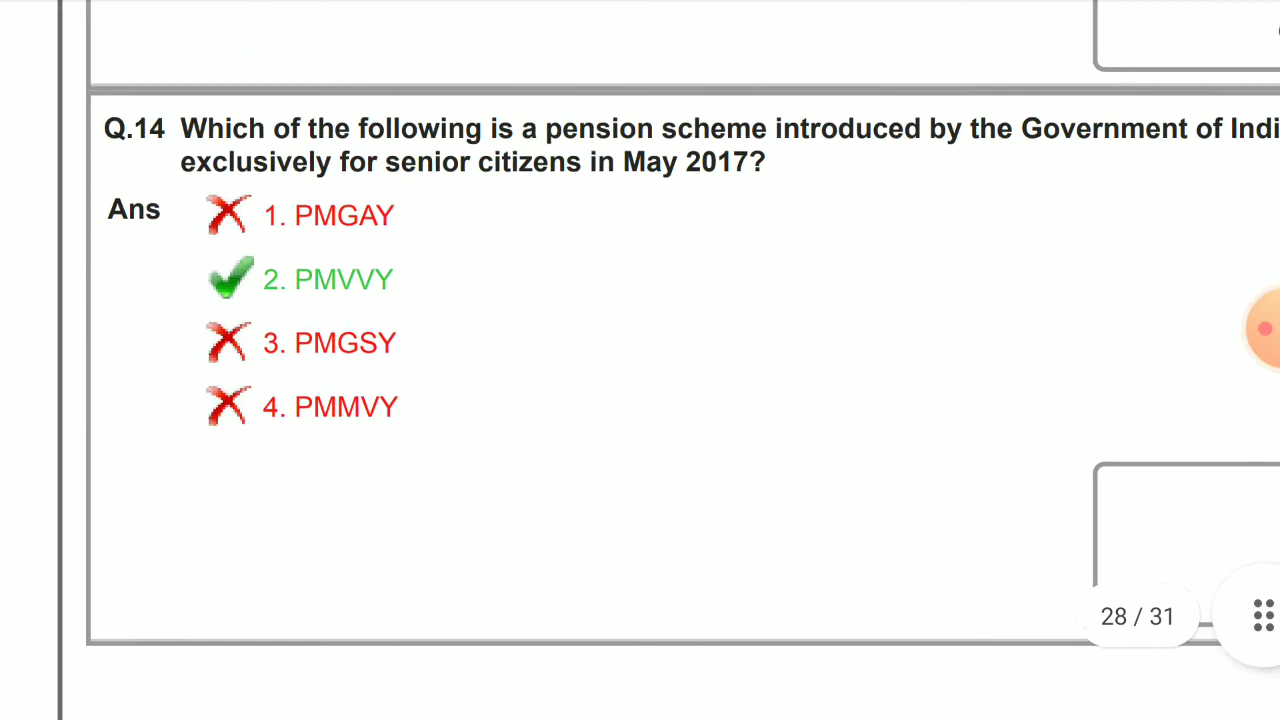 Q.14 Which of the following is a pension scheme introduced by the Government of Indi
exclusively for senior citizens in May 2017?
Ans 1. PMGAY
2. PMVVY
3. PMGSY
4. PMMVY
28 / 31